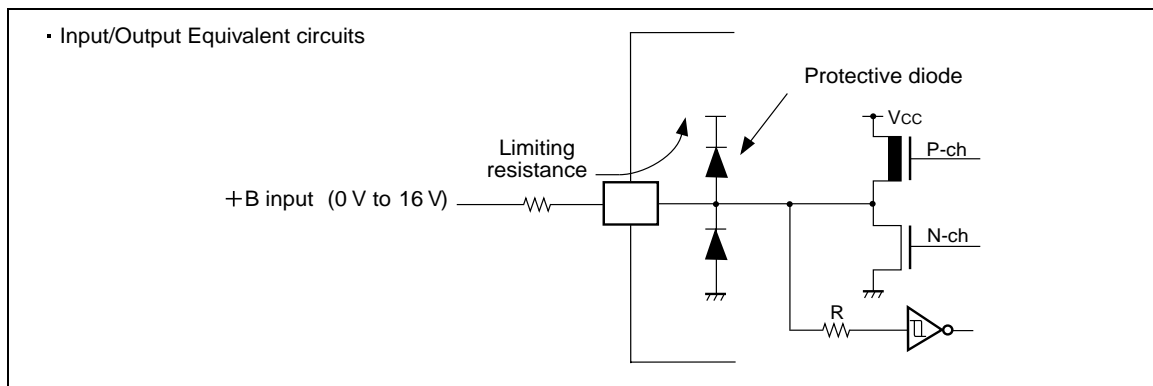 · Input/Output Equivalent circuits
Protective diode
VCC
Limiting
resistance
P-ch
+B input (0 V to 16 V)
N-ch
R